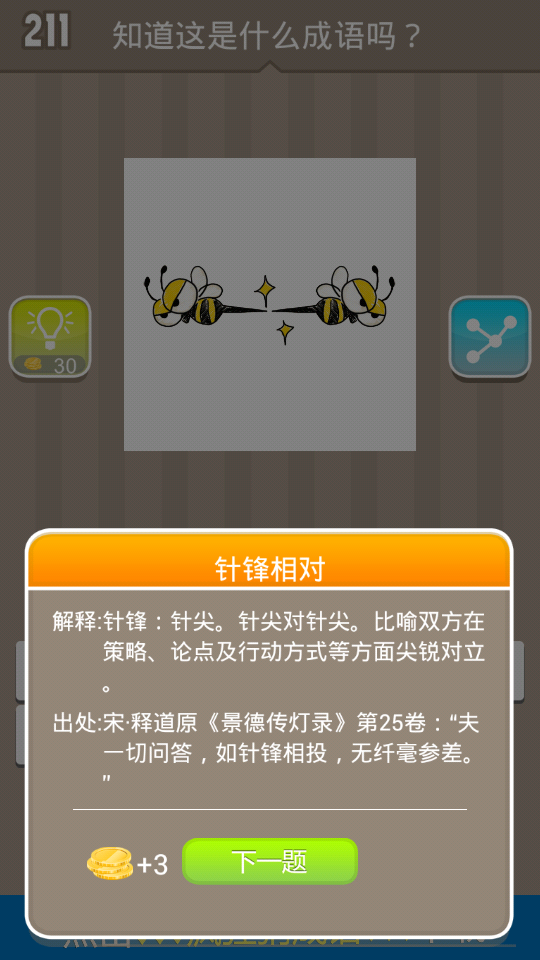 211
知道这是什么成语吗？
30
针锋相对
解释:针锋：针尖。针尖对针尖。比喻双方在
策略、论点及行动方式等方面尖锐对立
。
出处:宋·释道原《景德传灯录》第25卷：“夫
一切问答，如针锋相投，无纤毫参差。
”
+3
下一题